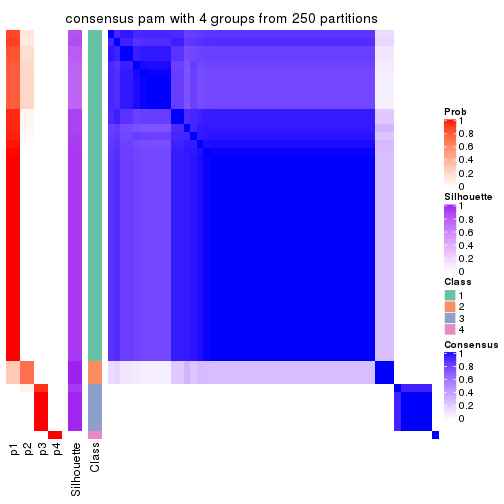 consensus pam with 4 groups from 250 partitions
Prob
1
0.8
0.6
0.4
0.2
0
Silhouette
1
0.8
0.6
0.4
0.2
0
Class
1
2
3
4
Consensus
1
0.8
0.6
0.4
0.2
0
p1
p2
p3
p4
Silhouette
Class